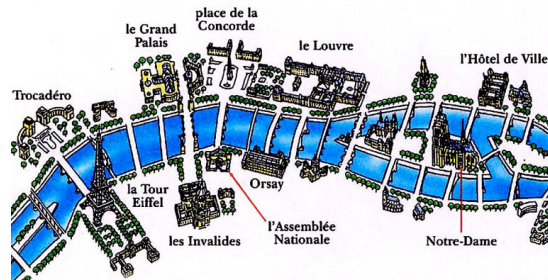 place de la
Concorde
le Grand
Palais
le Louvre
l'Hôtel de Ville
Trocadéro
la Tour
Eiffel
Orsay
les Invalides
l'Assemblée
Nationale
Notre-Dame